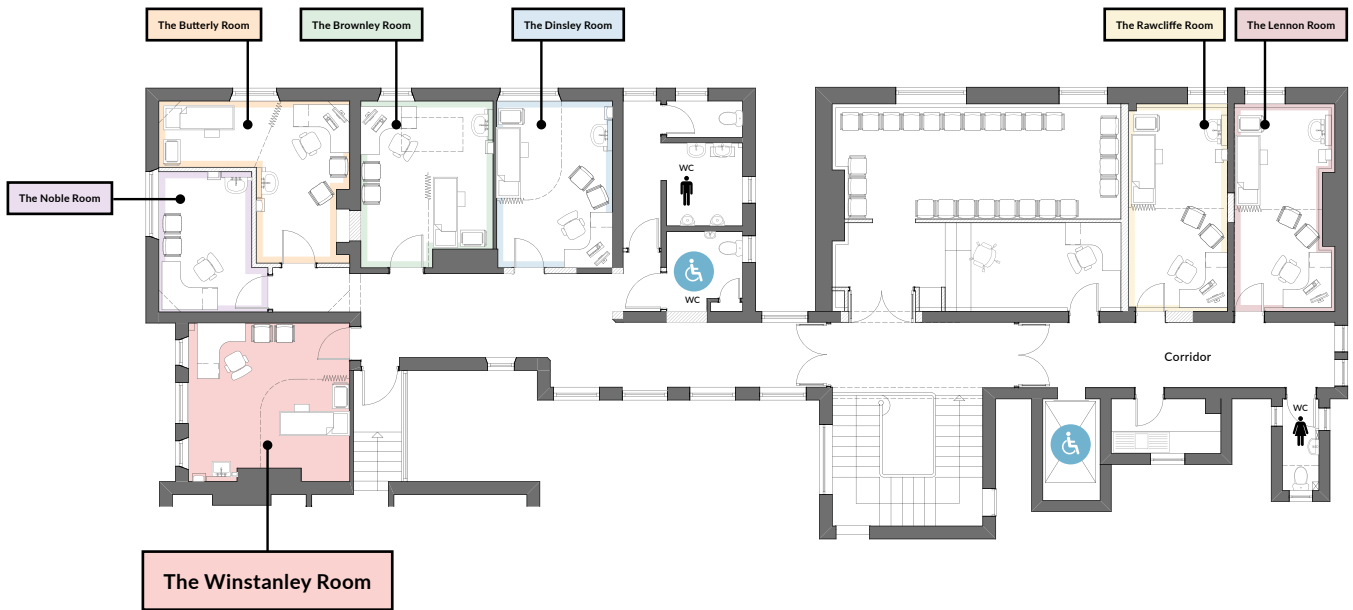 The Butterly Room
The Brownley Room
The Dinsley Room
The Rawcliffe Room
The Lennon Room
WC
The Noble Room
WC
Corridor
WC
The Winstanley Room